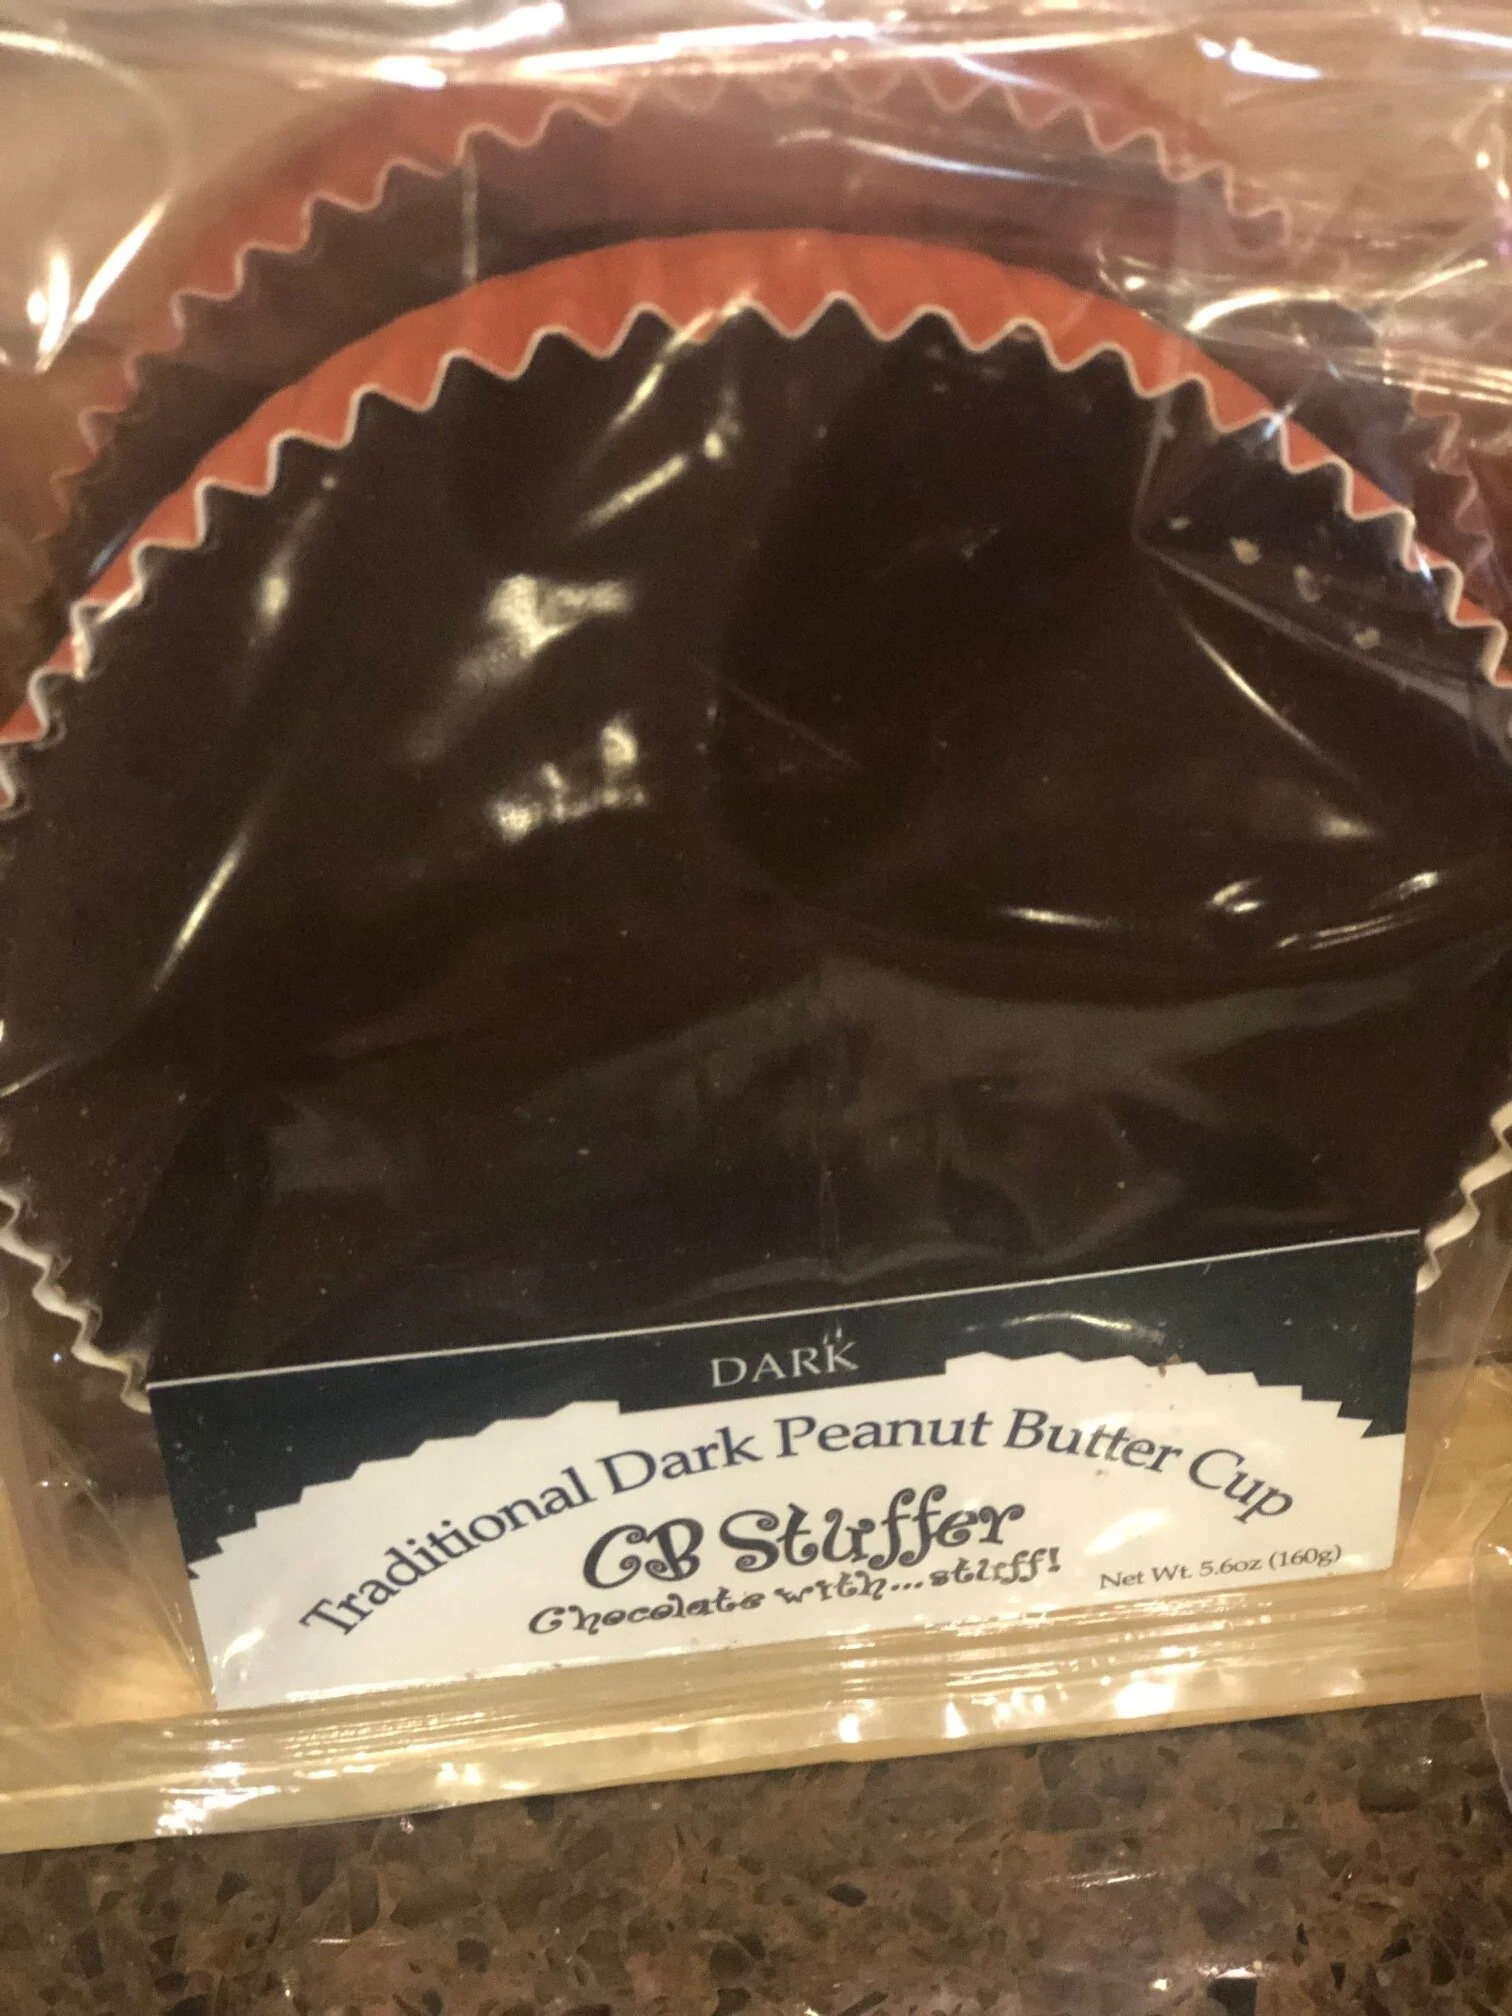 DARK
Traditional Dark Peanut Butter Cup
CB Stuffer
Chocolate with...stuff!
Net Wt. 5.6oz (160g)